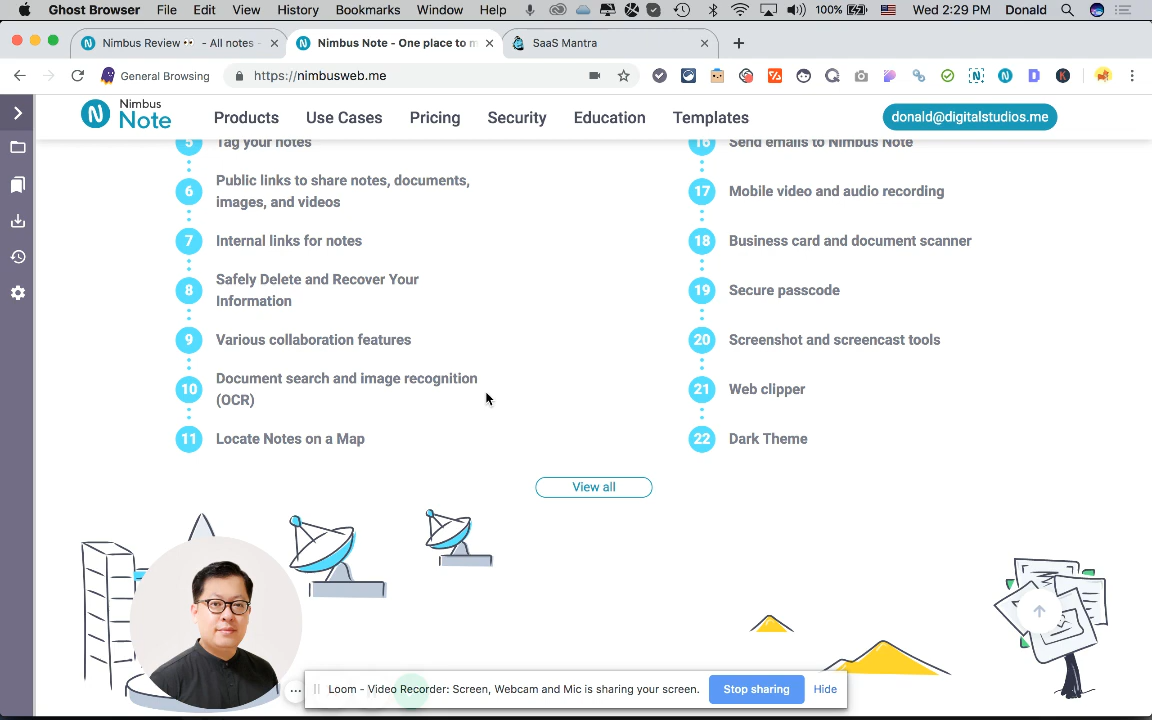 Ghost Browser File Edit View History Bookmarks Window Help 100% Wed 2:29 PM Donald
Nimbus Review👀 - All notes -
Nimbus Note - One place to m
SaaS Mantra
General Browsing
https://nimbusweb.me
Nimbus
Note
Products Use Cases Pricing Security Education Templates
donald@digitalstudios.me
5 Tag your notes
6 Public links to share notes, documents,
images, and videos
7 Internal links for notes
8 Safely Delete and Recover Your
Information
9 Various collaboration features
10 Document search and image recognition
(OCR)
11 Locate Notes on a Map
16 Send emails to Nimbus Note
17 Mobile video and audio recording
18 Business card and document scanner
19 Secure passcode
20 Screenshot and screencast tools
21 Web clipper
22 Dark Theme
View all
Loom - Video Recorder: Screen, Webcam and Mic is sharing your screen.
Stop sharing
Hide